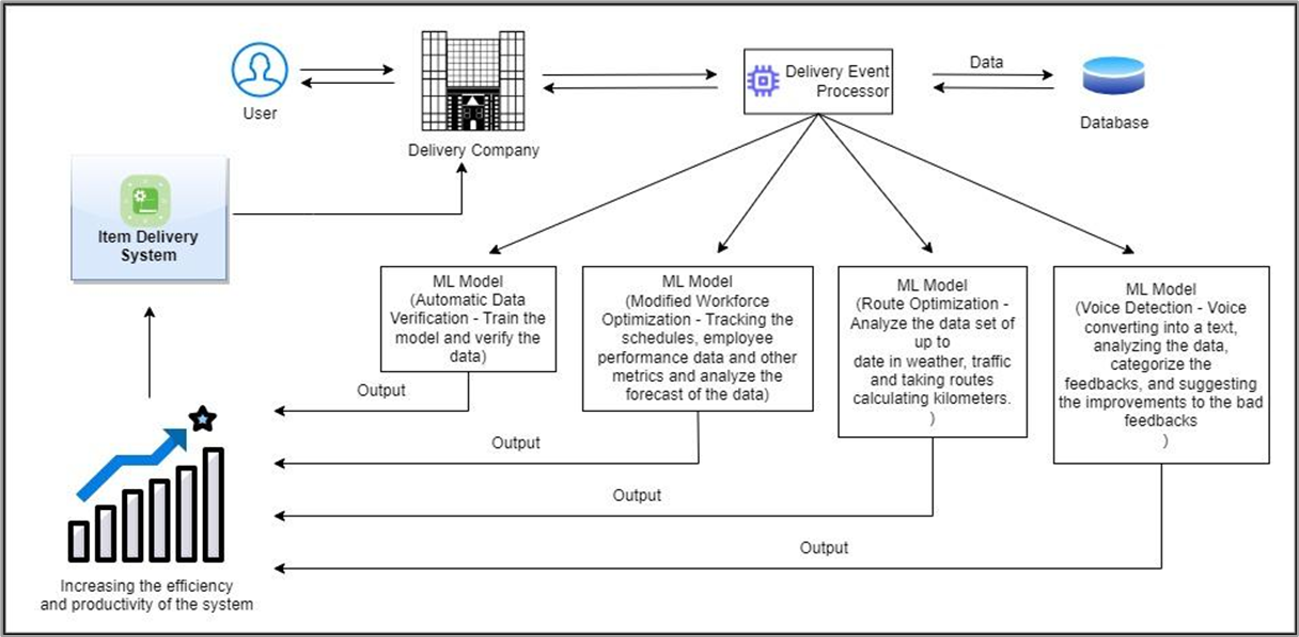 User
Delivery Company
Delivery Event
Processor
Data
Database
Item Delivery
System
ML Model
(Automatic Data
Verification - Train the
model and verify the
data)
ML Model
(Modified Workforce
Optimization - Tracking the
schedules, employee
performance data and other
metrics and analyze the
forecast of the data)
ML Model
(Route Optimization -
Analyze the data set of
up to
date in weather, traffic
and taking routes
calculating kilometers.
)
ML Model
(Voice Detection - Voice
converting into a text,
analyzing the data,
categorize the
feedbacks, and suggesting
the improvements to the bad
feedbacks
)
Output
Output
Output
Output
Increasing the efficiency
and productivity of the system